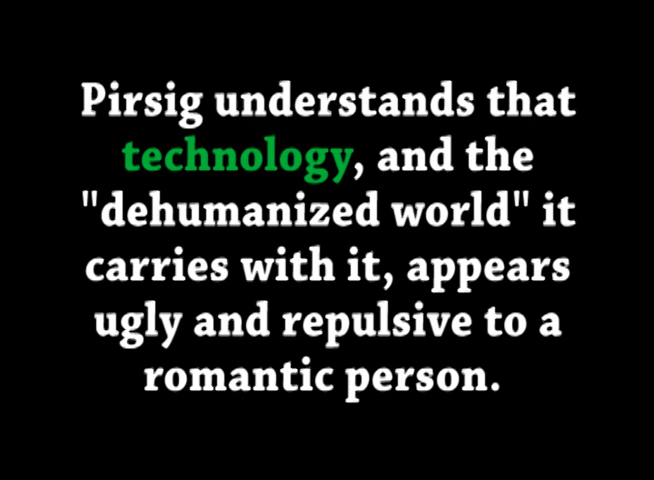 Pirsig understands that
technology, and the
"dehumanized world" it
carries with it, appears
ugly and repulsive to a
romantic person.